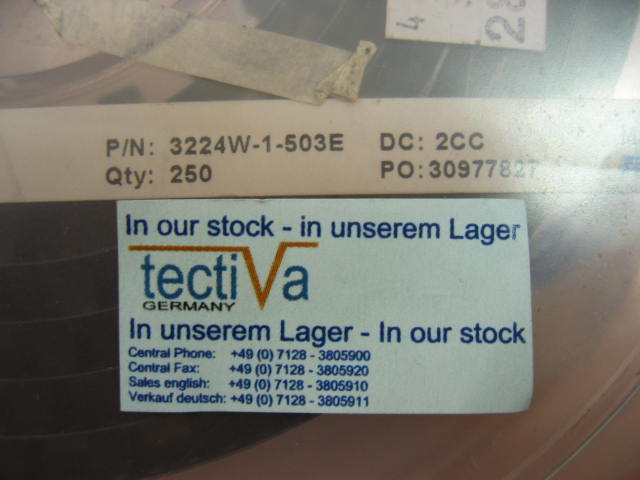 4
28
P/N: 3224W-1-503E DC: 2CC
Qty: 250 PO: 30977827
In our stock - in unserem Lager
tectiVa
GERMANY
In unserem Lager - In our stock
Central Phone: +49 (0) 7128 - 3805900
Central Fax: +49 (0) 7128 - 3805920
Sales english: +49 (0) 7128 - 3805910
Verkauf deutsch: +49 (0) 7128 - 3805911